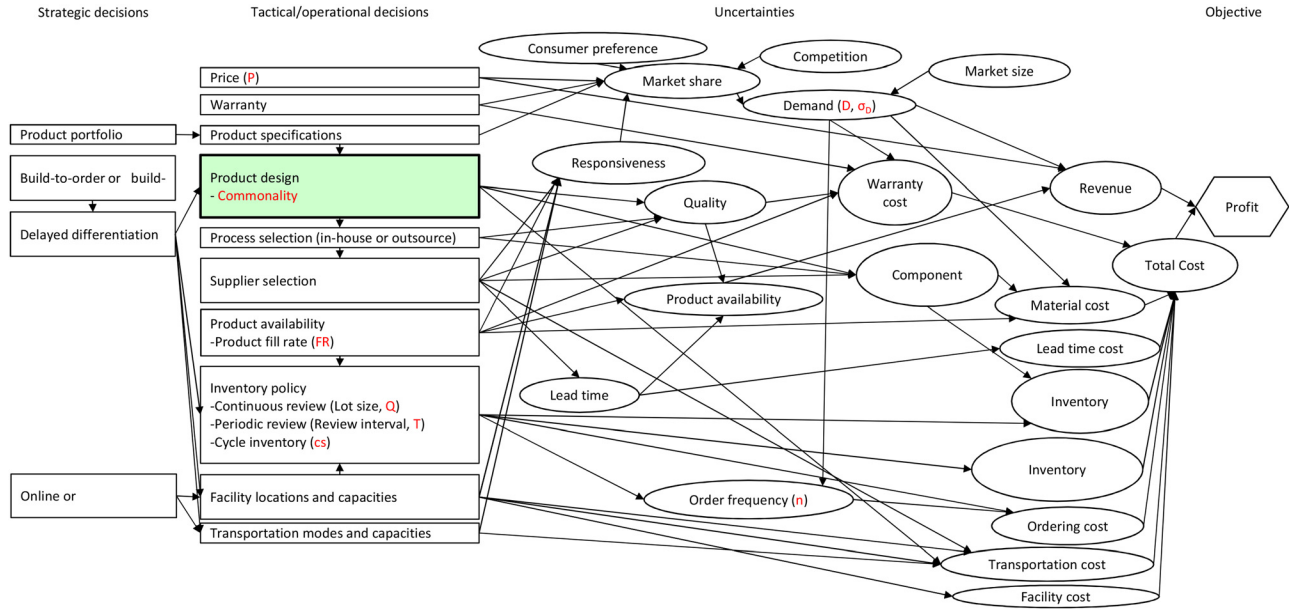 Strategic decisions
Tactical/operational decisions
Uncertainties
Objective
Product portfolio
Build-to-order or build-
Delayed differentiation
Online or
Price (P)
Warranty
Product specifications
Product design
- Commonality
Process selection (in-house or outsource)
Supplier selection
Product availability
-Product fill rate (FR)
Inventory policy
-Continuous review (Lot size, Q)
-Periodic review (Review interval, T)
-Cycle inventory (cs)
Facility locations and capacities
Transportation modes and capacities
Consumer preference
Market share
Competition
Market size
Demand (D, σD)
Responsiveness
Quality
Warranty
cost
Revenue
Profit
Total Cost
Component
Product availability
Material cost
Lead time cost
Lead time
Inventory
Inventory
Order frequency (n)
Ordering cost
Transportation cost
Facility cost